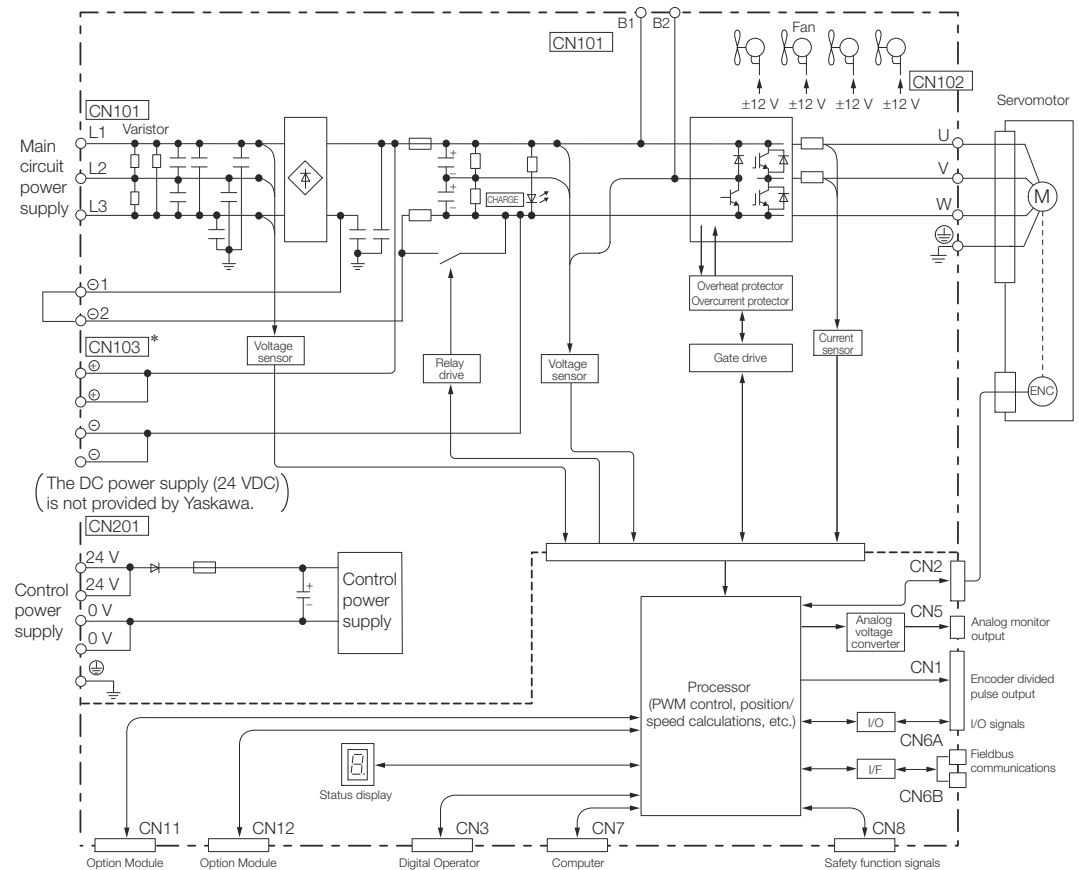 B1
B2
CN101
Fan
±12 V
±12 V
±12 V
±12 V
CN102
Servomotor
CN101
L1
Varistor
Main
circuit
power
supply
L2
L3
CHARGE
+
−
+
−
U
V
W
M
⊖1
⊖2
CN103 *
⊕
⊕
⊖
⊖
Voltage
sensor
Relay
drive
Voltage
sensor
Overheat protector
Overcurrent protector
Gate drive
Current
sensor
ENC
(The DC power supply (24 VDC)
is not provided by Yaskawa.)
CN201
24 V
24 V
0 V
0 V
Control
power
supply
+
−
Control
power
supply
CN2
CN5
Analog
voltage
converter
Analog monitor
output
CN1
Encoder divided
pulse output
Processor
(PWM control, position/
speed calculations, etc.)
I/O
I/O signals
CN6A
I/F
Fieldbus
communications
CN6B
8.
Status display
CN11
CN12
CN3
CN7
CN8
Option Module
Option Module
Digital Operator
Computer
Safety function signals